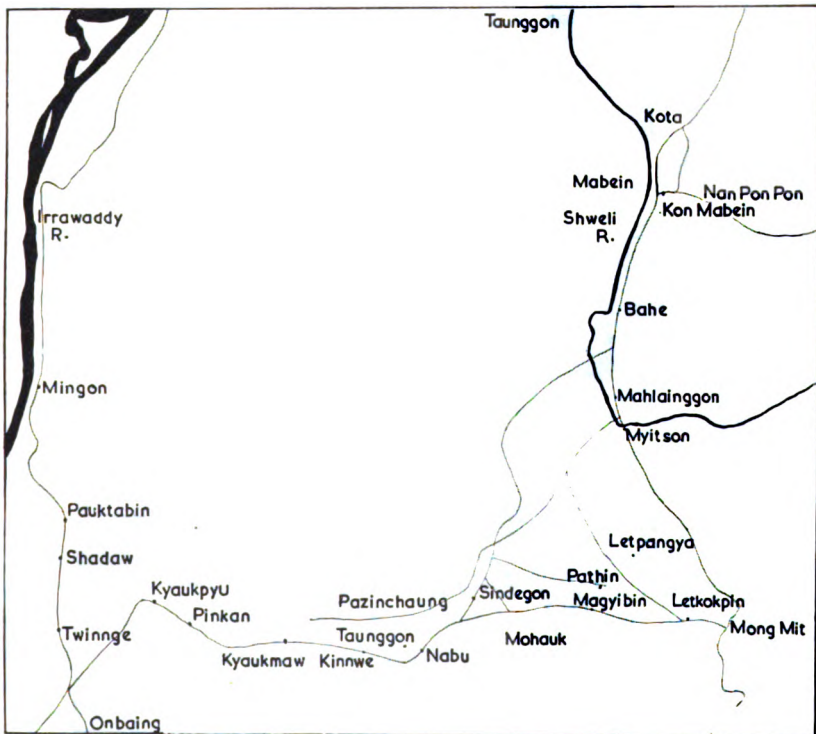 Taunggon
Kota
Mabein
Nan Pon Pon
Kon Mabein
Irrawaddy
R.
Shweli
R.
Bahe
Mingon
Mahlainggon
Myitson
Pauktabin
Shadaw
Letpangya
Kyaukpyu
Pathin
Pazinchaung
Sindegon
Pinkan
Magyibin
Letkokpin
Twinnge
Taunggon
Mohauk
Mong Mit
Kyaukmaw
Kinnwe
Nabu
Onbaing